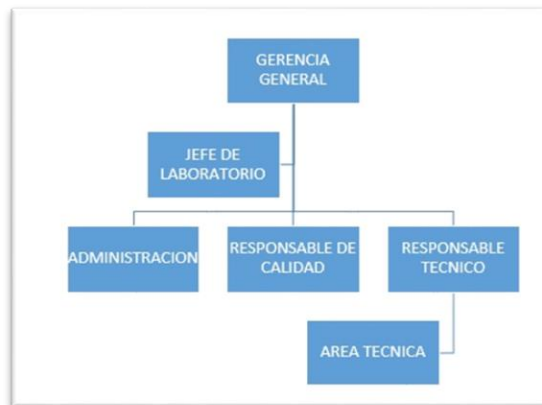 GERENCIA
GENERAL
JEFE DE
LABORATORIO
ADMINISTRACION
RESPONSABLE DE
CALIDAD
RESPONSABLE
TECNICO
AREA TECNICA